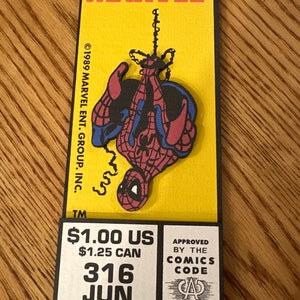 ©1989 MARVEL ENT. GROUP, INC.
TM
$1.00 US
$1.25 CAN
316
JUN
APPROVED
BY THE
COMICS
CODE